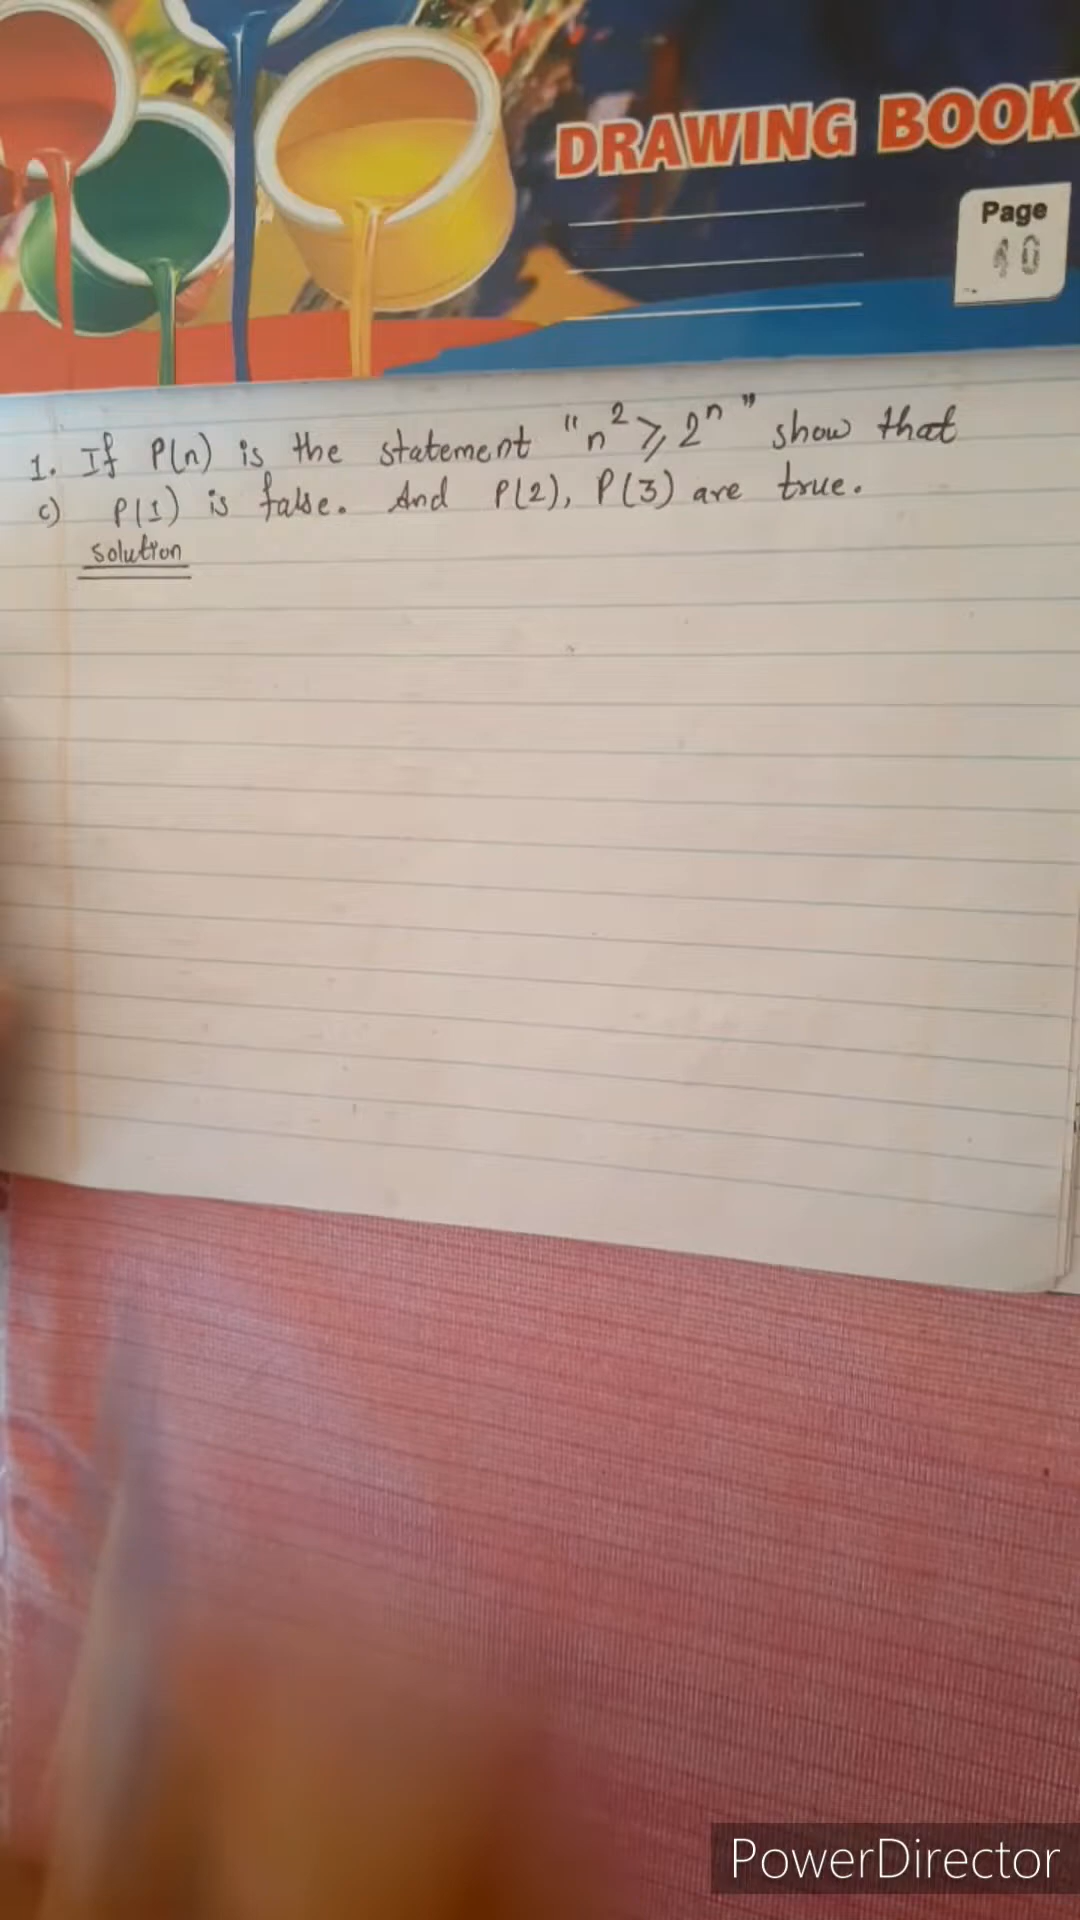 DRAWING BOOK
Page
40
1. If P(n) is the statement "n² ≥ 2ⁿ" show that
c) P(1) is false. And P(2), P(3) are true.
solution
PowerDirector